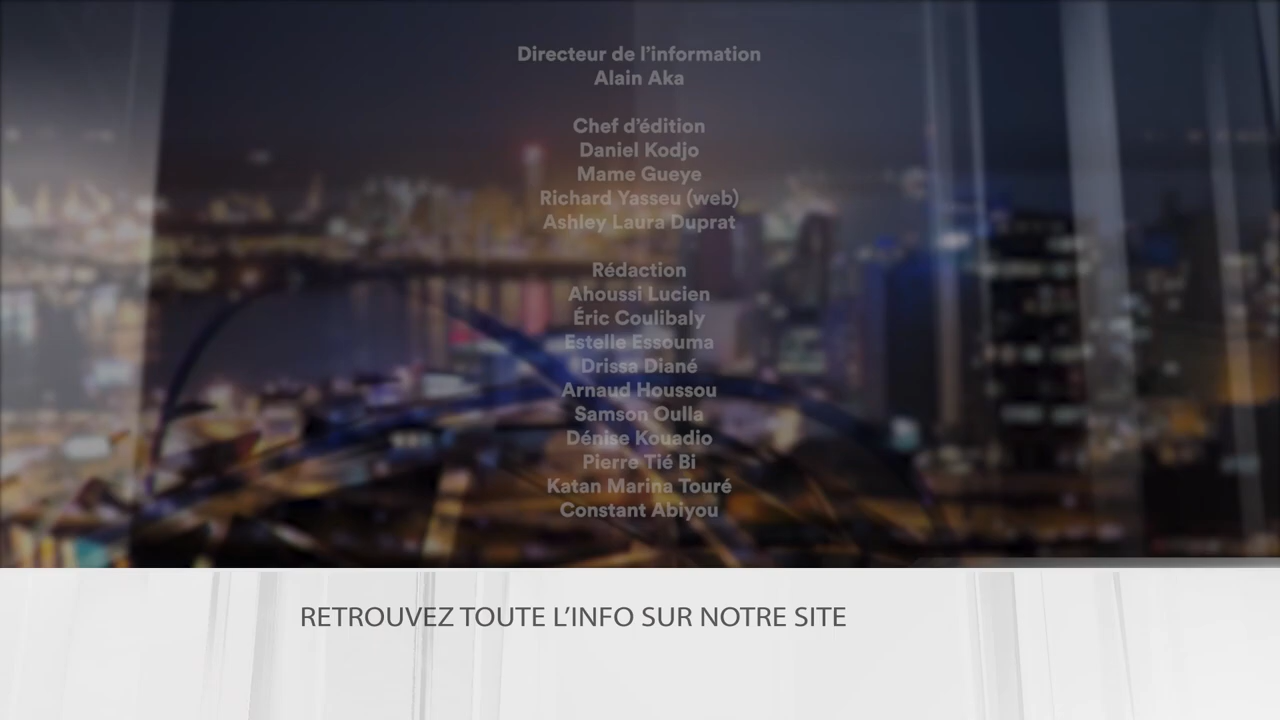 Directeur de l'information
Alain Aka
Chef d'édition
Daniel Kodjo
Mame Gueye
Richard Yasseu (web)
Ashley Laura Duprat
Rédaction
Ahoussi Lucien
Éric Coulibaly
Estelle Essouma
Drissa Diané
Arnaud Houssou
Samson Oulla
Dénise Kouadio
Pierre Tié Bi
Katan Marina Touré
Constant Abiyou
RETROUVEZ TOUTE L'INFO SUR NOTRE SITE